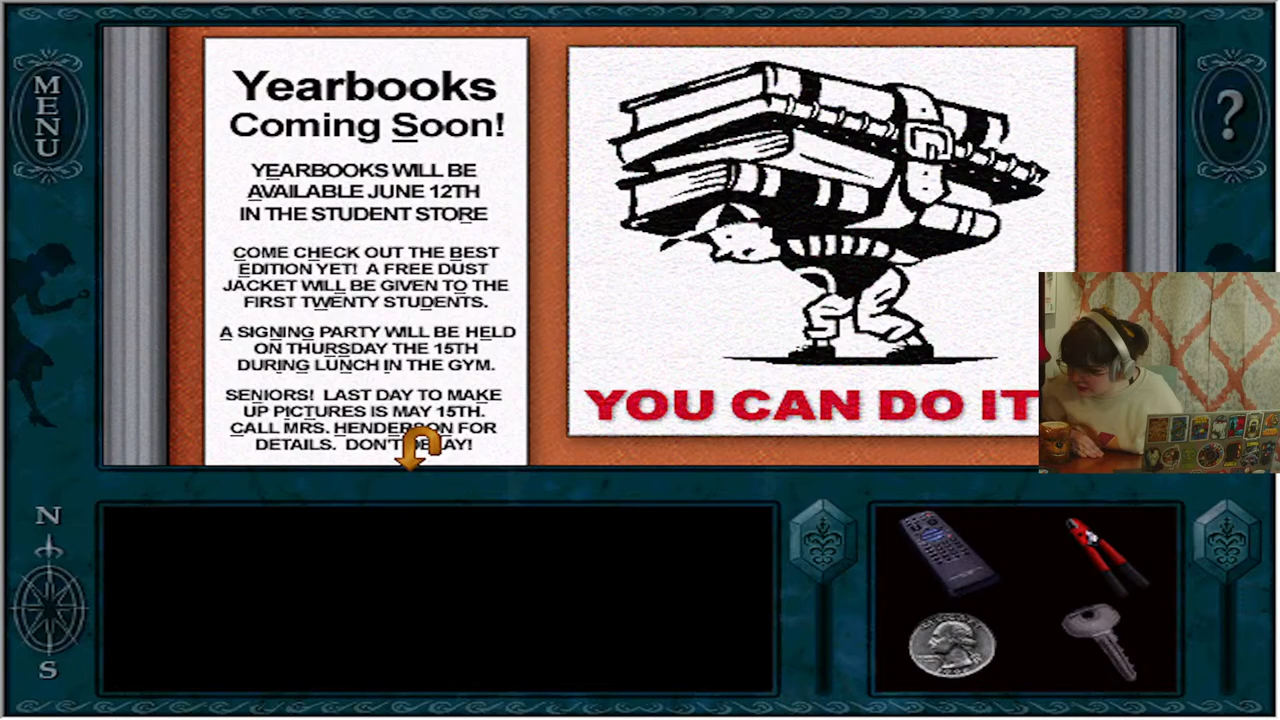 MENU
?
Yearbooks
Coming Soon!
YEARBOOKS WILL BE
AVAILABLE JUNE 12TH
IN THE STUDENT STORE
COME CHECK OUT THE BEST
EDITION YET! A FREE DUST
JACKET WILL BE GIVEN TO THE
FIRST TWENTY STUDENTS.
A SIGNING PARTY WILL BE HELD
ON THURSDAY THE 15TH
DURING LUNCH IN THE GYM.
SENIORS! LAST DAY TO MAKE
UP PICTURES IS MAY 15TH.
CALL MRS. HENDERSON FOR
DETAILS. DON'T DELAY!
YOU CAN DO IT
N
S